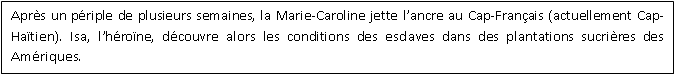 Après un périple de plusieurs semaines, la Marie-Caroline jette l’ancre au Cap-Français (actuellement Cap-
Haïtien). Isa, l’héroïne, découvre alors les conditions des esclaves dans des plantations sucrières des
Amériques.